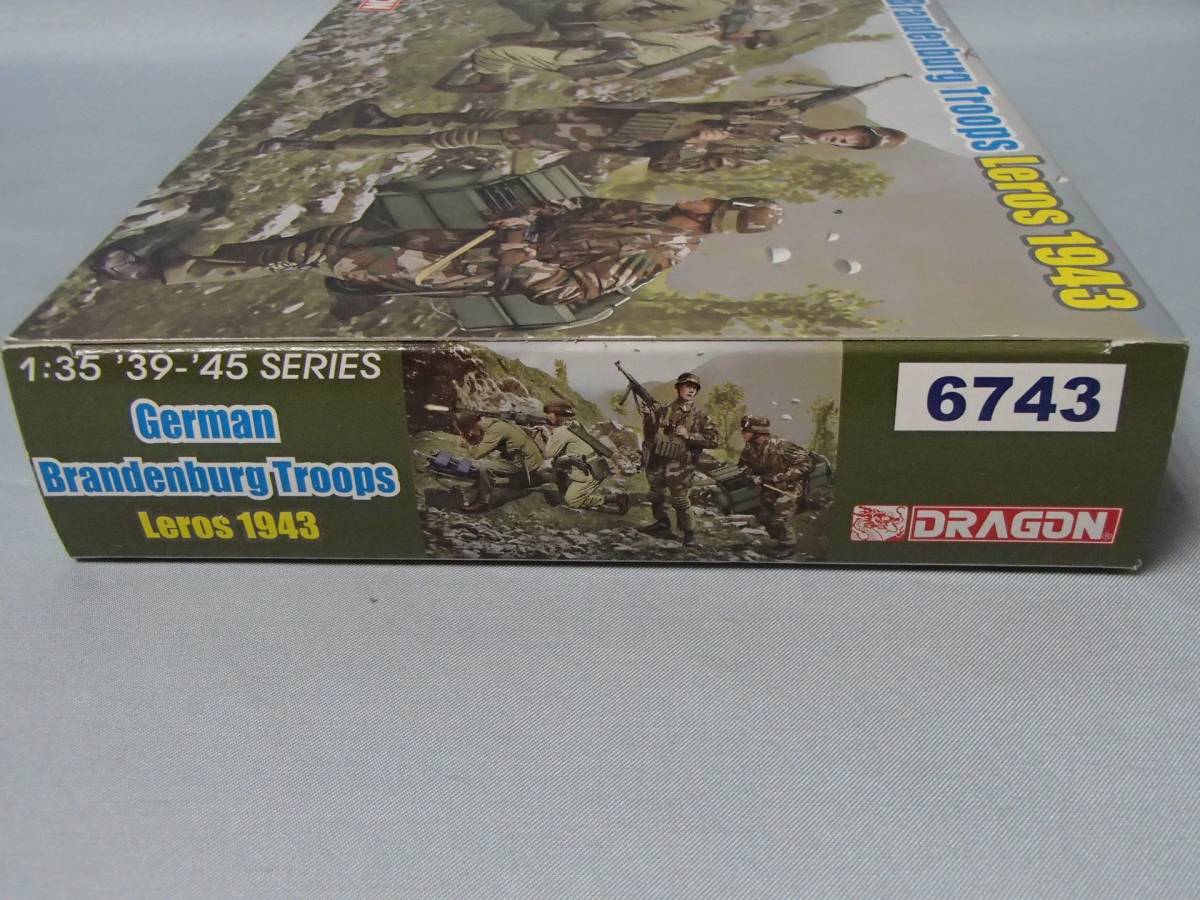 Brandenburg Troops
Leros 1943
1:35 '39-'45 SERIES
German
Brandenburg Troops
Leros 1943
6743
DRAGON